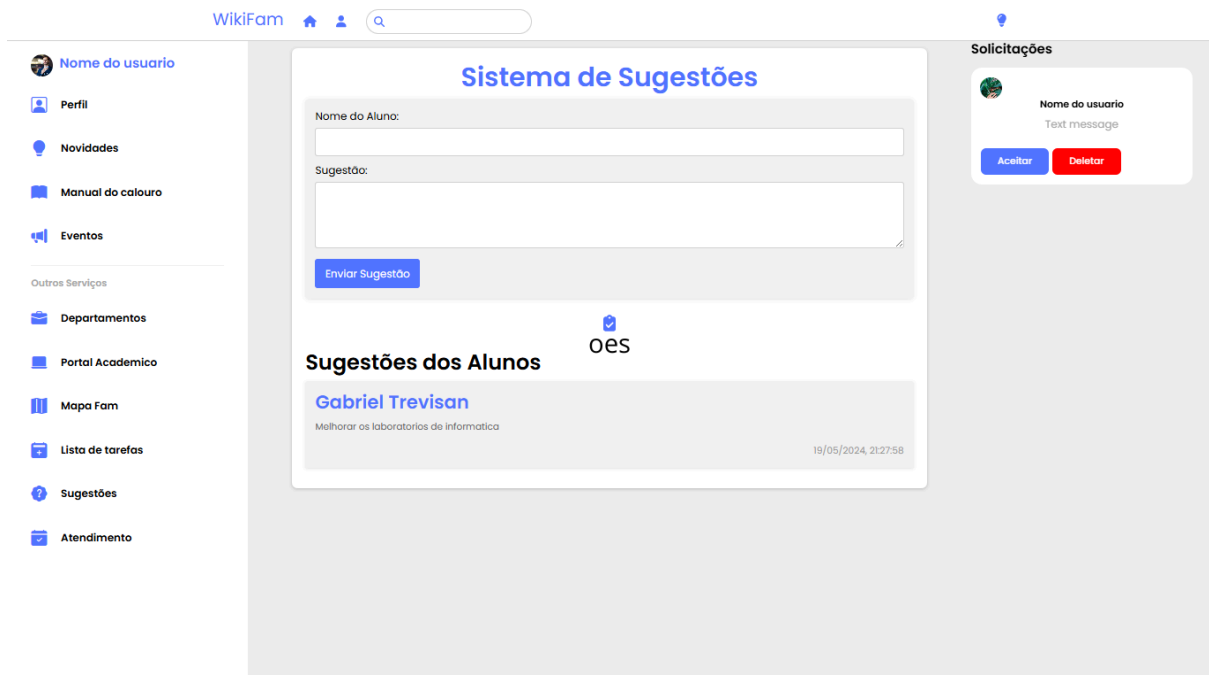 WikiFam
Nome do usuario
Perfil
Novidades
Manual do calouro
Eventos
Outros Serviços
Departamentos
Portal Academico
Mapa Fam
Lista de tarefas
Sugestões
Atendimento
Sistema de Sugestões
Nome do Aluno:
Sugestão:
Enviar Sugestão
oes
Sugestões dos Alunos
Gabriel Trevisan
Melhorar os laboratorios de informatica
19/05/2024, 21:27:58
Solicitações
Nome do usuario
Text message
Aceitar Deletar